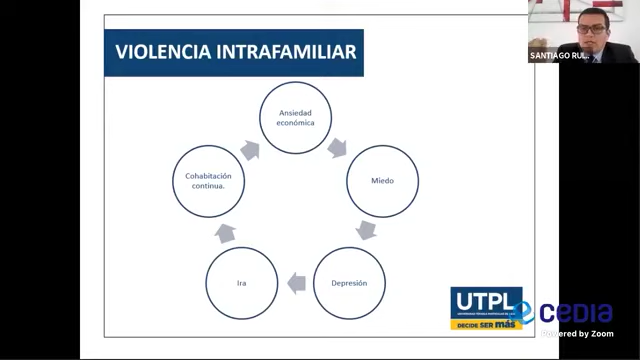 VIOLENCIA INTRAFAMILIAR
SANTIAGO RU
Ansiedad
económica
Cohabitación
continua.
Miedo
Ira
Depresión
UTPL
DECIDE SER más
cedia
Powered by Zoom